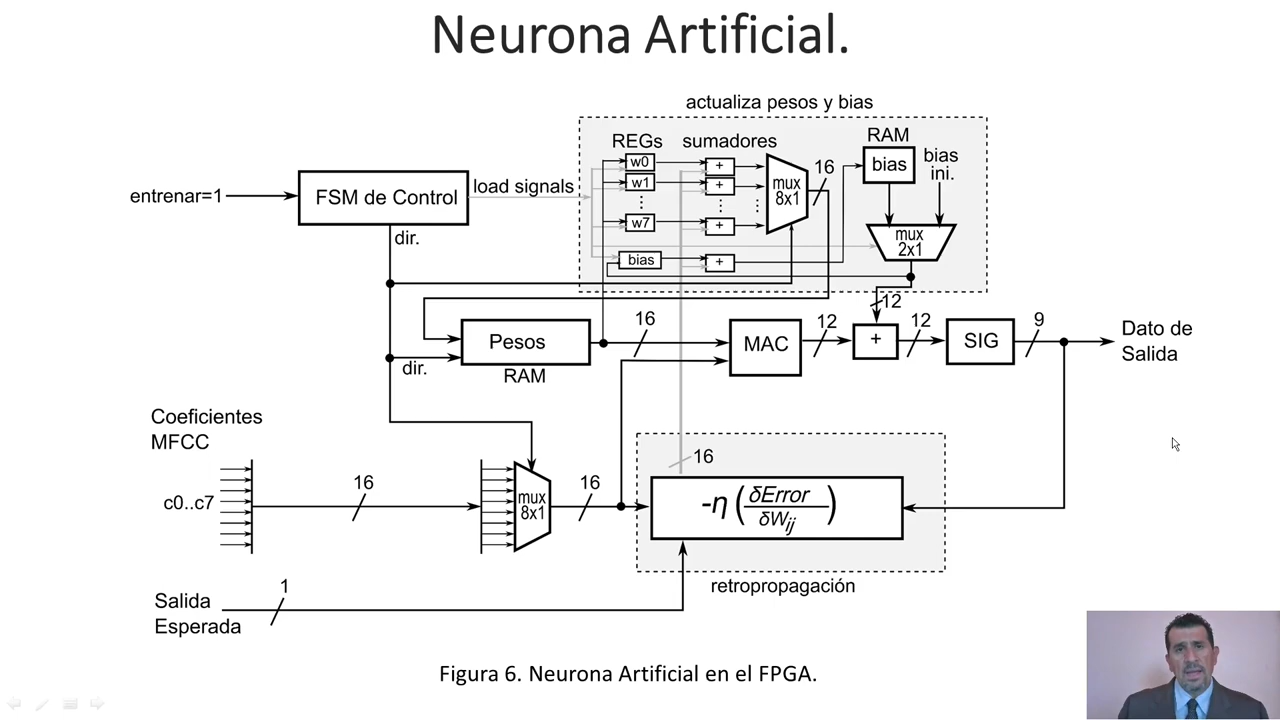 Neurona Artificial.
actualiza pesos y bias
REGs sumadores RAM
w0 + 16 bias bias
ini.
entrenar=1 FSM de Control load signals w1 + mux
8x1
⋮ ⋮ ⋮
w7 + mux
2x1
dir.
bias +
12
16 12 12 9
Pesos MAC + SIG Dato de
Salida
dir. RAM
Coeficientes
MFCC
16
c0..c7 16 mux
8x1 16 -η ( δError
δWij )
retropropagación
1
Salida
Esperada
Figura 6. Neurona Artificial en el FPGA.